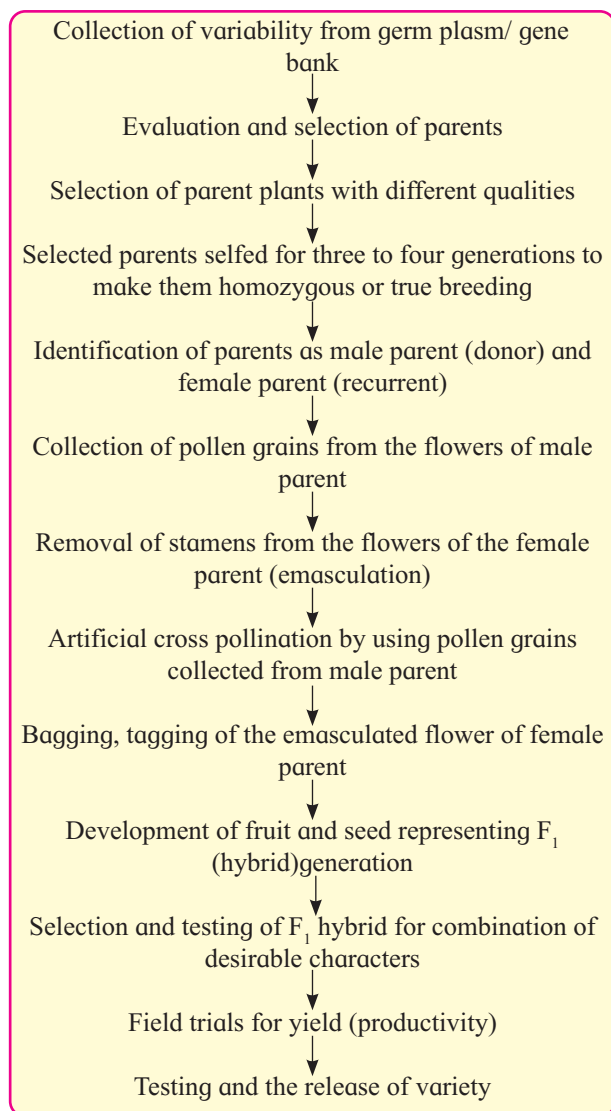 Collection of variability from germ plasm/ gene
bank
Evaluation and selection of parents
Selection of parent plants with different qualities
Selected parents selfed for three to four generations to
make them homozygous or true breeding
Identification of parents as male parent (donor) and
female parent (recurrent)
Collection of pollen grains from the flowers of male
parent
Removal of stamens from the flowers of the female
parent (emasculation)
Artificial cross pollination by using pollen grains
collected from male parent
Bagging, tagging of the emasculated flower of female
parent
Development of fruit and seed representing F₁
(hybrid)generation
Selection and testing of F₁ hybrid for combination of
desirable characters
Field trials for yield (productivity)
Testing and the release of variety